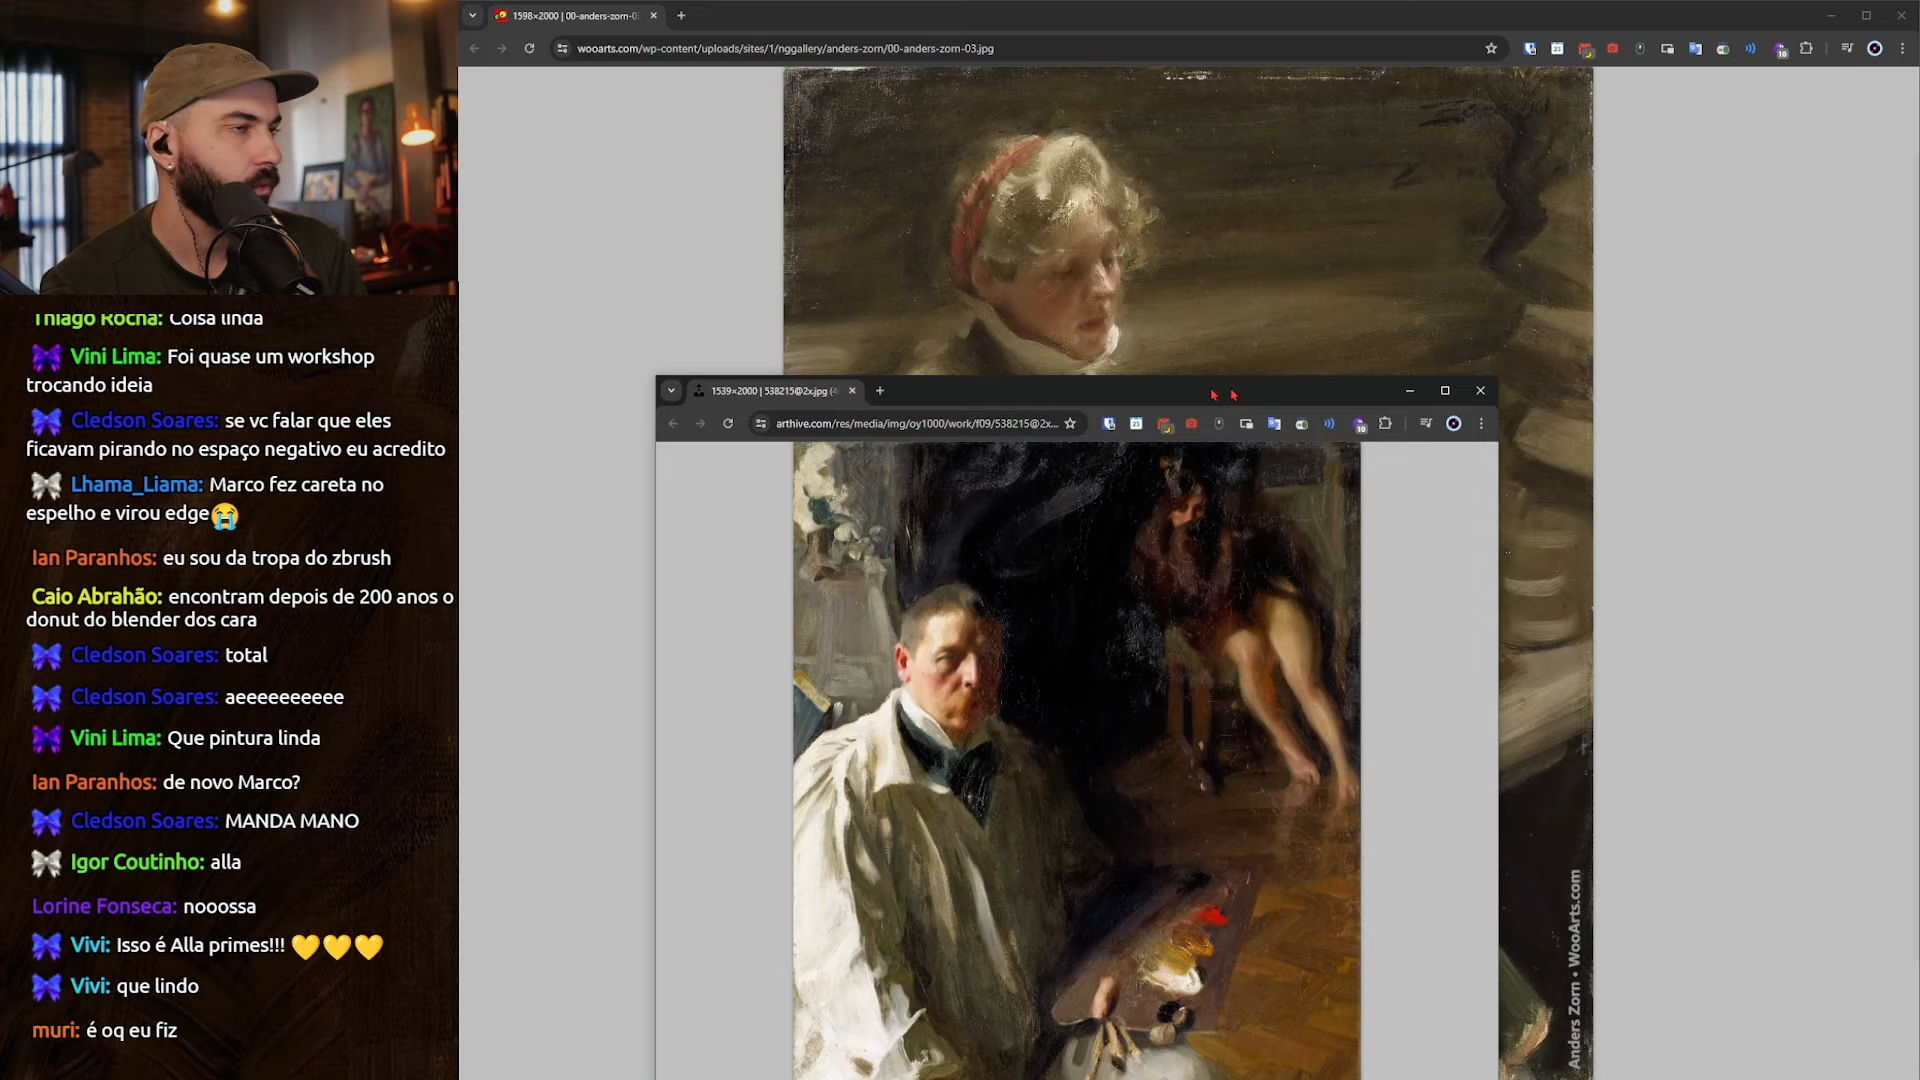 1598×2000 | 00-anders-zorn-0
wooarts.com/wp-content/uploads/sites/1/nggallery/anders-zorn/00-anders-zorn-03.jpg
23
10
Thiago Rocha: Coisa linda
Vini Lima: Foi quase um workshop
trocando ideia
Cledson Soares: se vc falar que eles
ficavam pirando no espaço negativo eu acredito
Lhama_Liama: Marco fez careta no
espelho e virou edge😭
Ian Paranhos: eu sou da tropa do zbrush
Caio Abrahão: encontram depois de 200 anos o
donut do blender dos cara
Cledson Soares: total
Cledson Soares: aeeeeeeeeee
Vini Lima: Que pintura linda
Ian Paranhos: de novo Marco?
Cledson Soares: MANDA MANO
Igor Coutinho: alla
Lorine Fonseca: nooossa
Vivi: Isso é Alla primes!!! 💛💛💛
Vivi: que lindo
muri: é oq eu fiz
1539×2000 | 538215@2x.jpg (
arthive.com/res/media/img/oy1000/work/f09/538215@2x...
23
10
Anders Zorn • WooArts.com